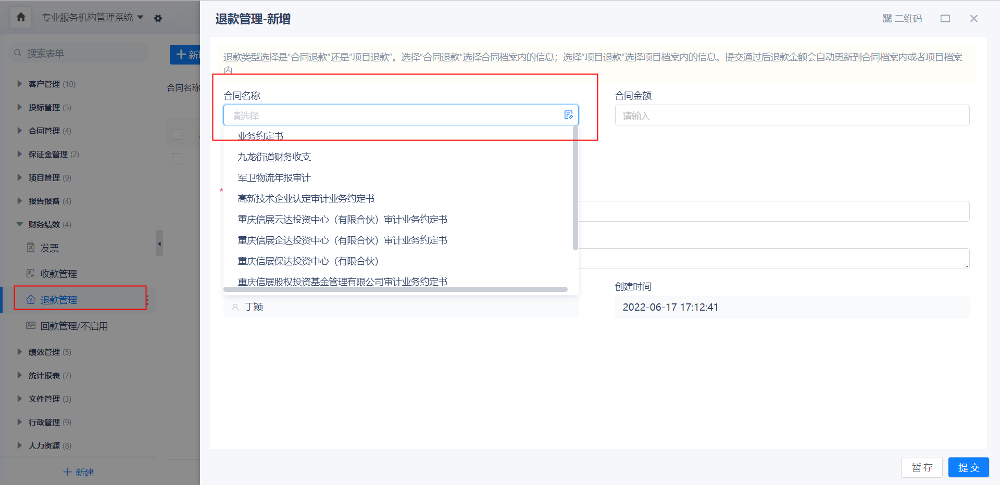 专业服务机构管理系统
搜索表单
客户管理 (10)
投标管理 (5)
合同管理 (4)
保证金管理 (2)
项目管理 (9)
报告报备 (4)
财务绩效 (4)
发票
收款管理
退款管理
回款管理/不启用
绩效管理 (5)
统计报表 (7)
文件管理 (3)
行政管理 (9)
人力资源 (8)
新建
合同名称
退款管理-新增
二维码
退款类型选择是"合同退款"还是"项目退款"。选择"合同退款"选择合同档案内的信息；选择"项目退款"选择项目档案内的信息。提交通过后退款金额会自动更新到合同档案内或者项目档案
内
合同名称
请选择
合同金额
请输入
业务约定书
九龙街道财务收支
军卫物流年报审计
*
高新技术企业认定审计业务约定书
重庆信展云达投资中心（有限合伙）审计业务约定书
重庆信展企达投资中心（有限合伙）审计业务约定书
重庆信展保达投资中心（有限合伙）
重庆信展股权投资基金管理有限公司审计业务约定书
丁颖
创建时间
2022-06-17 17:12:41
暂存
提交